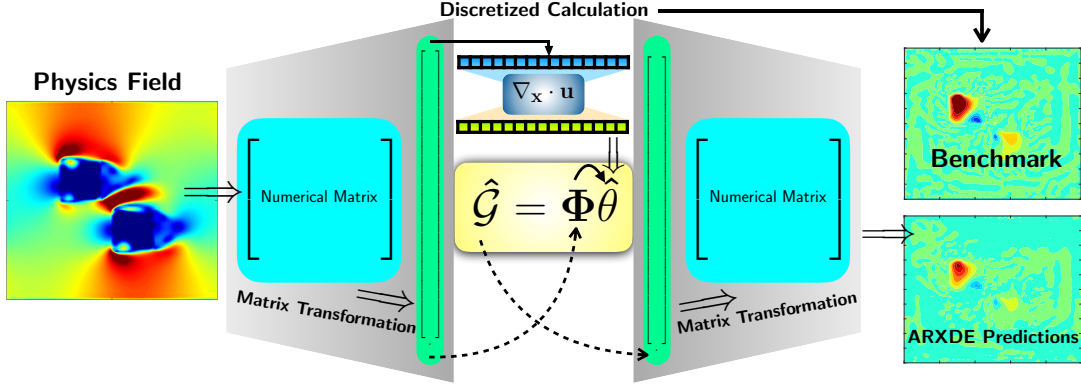 Discretized Calculation
Physics Field
∇ₓ · u
Numerical Matrix
Ĝ = Φθ̂
Numerical Matrix
Benchmark
Matrix Transformation
Matrix Transformation
ARXDE Predictions